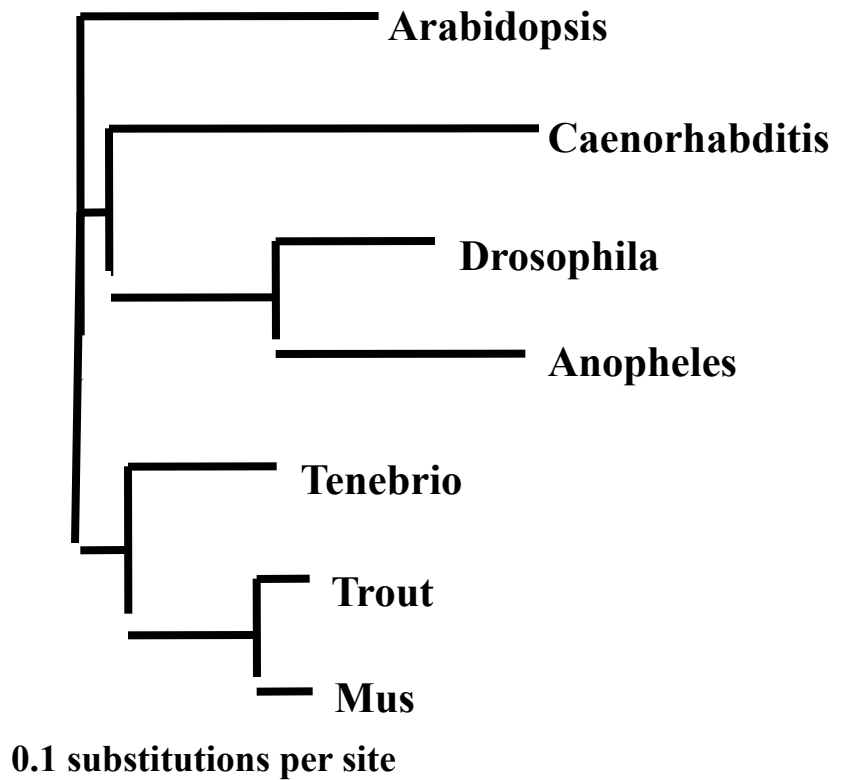 Arabidopsis
Caenorhabditis
Drosophila
Anopheles
Tenebrio
Trout
Mus
0.1 substitutions per site